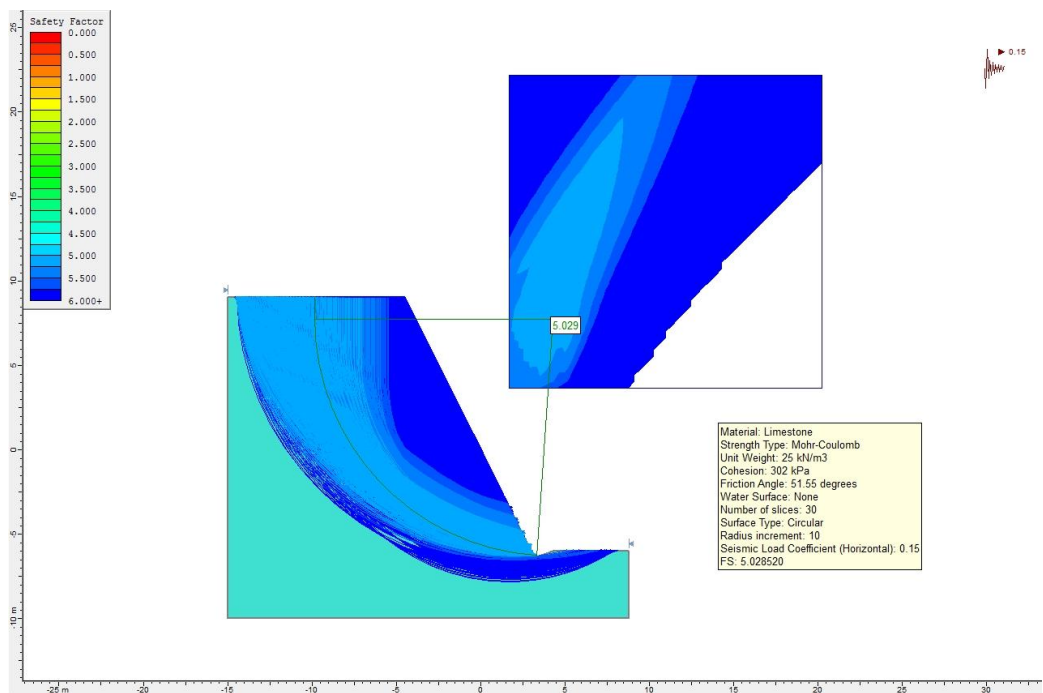 Safety Factor
0.000
0.500
1.000
1.500
2.000
2.500
3.000
3.500
4.000
4.500
5.000
5.500
6.000+
0.15
5.029
Material: Limestone
Strength Type: Mohr-Coulomb
Unit Weight: 25 kN/m3
Cohesion: 302 kPa
Friction Angle: 51.55 degrees
Water Surface: None
Number of slices: 30
Surface Type: Circular
Radius increment: 10
Seismic Load Coefficient (Horizontal): 0.15
FS: 5.028520
25
20
15
10
5
0
-5
-10 m
-25 m
-20
-15
-10
-5
0
5
10
15
20
25
30